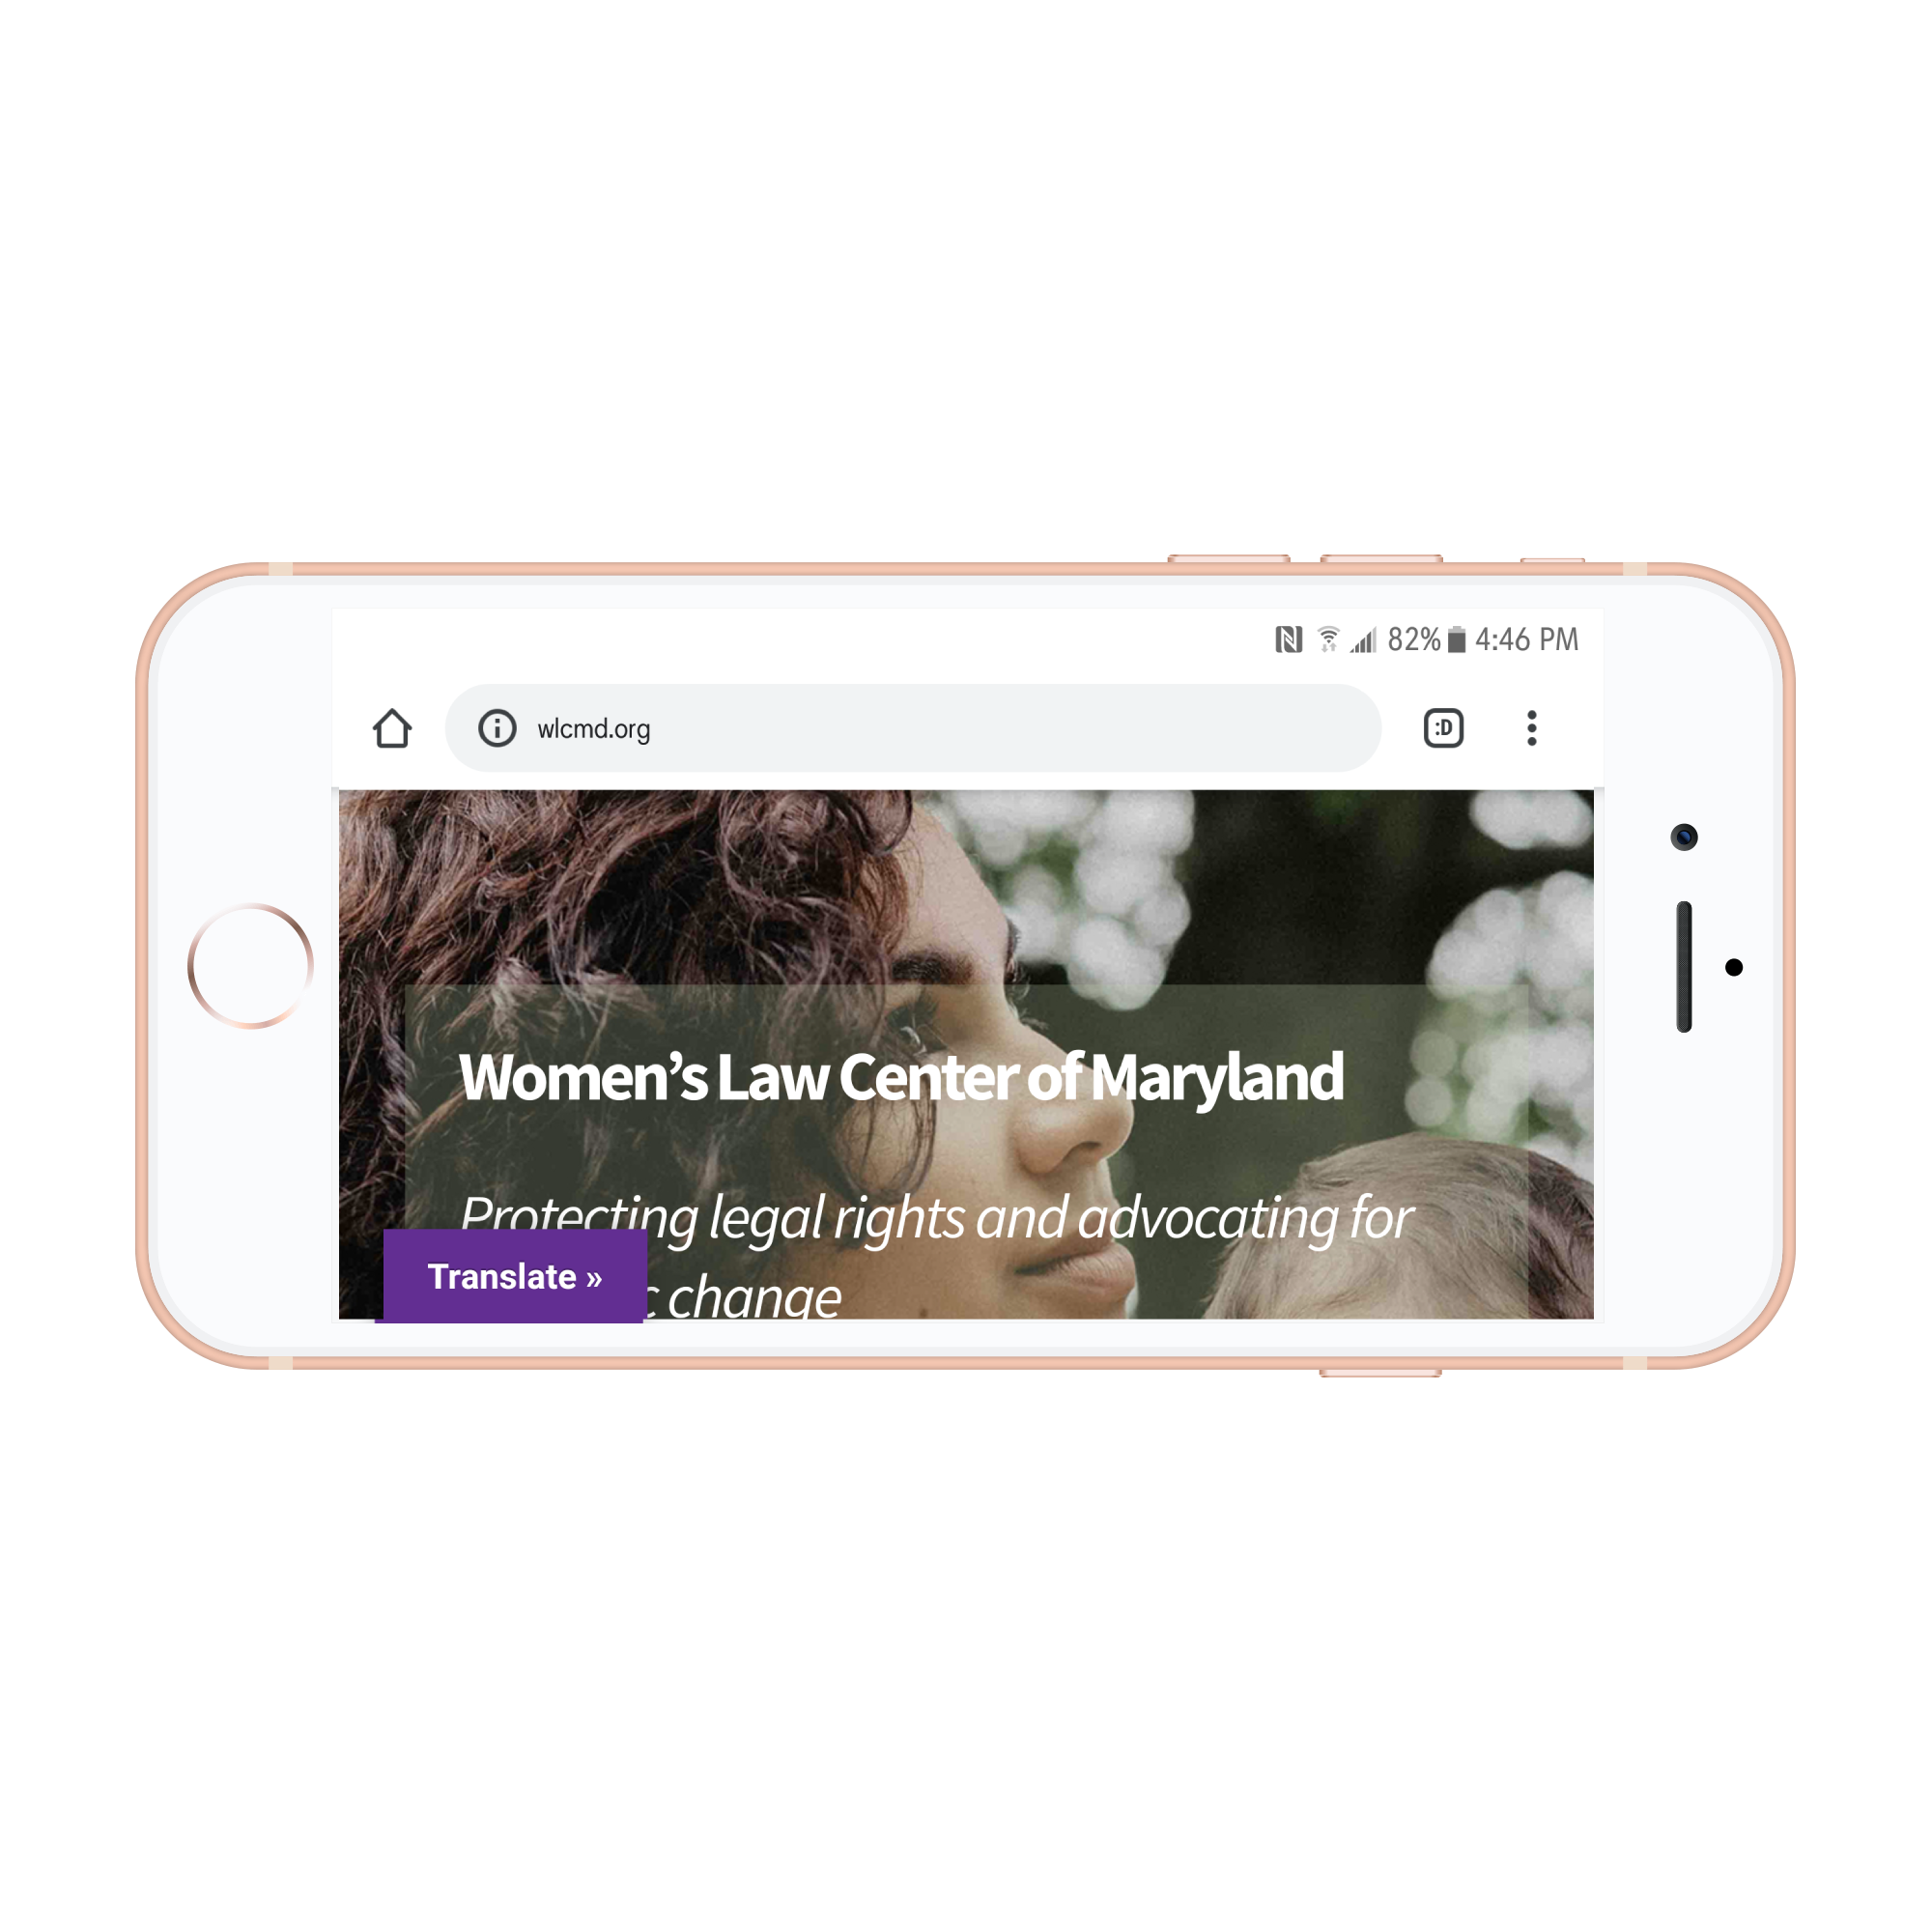 82% 4:46 PM
wlcmd.org
:D
Women's Law Center of Maryland
Protecting legal rights and advocating for
change
Translate »